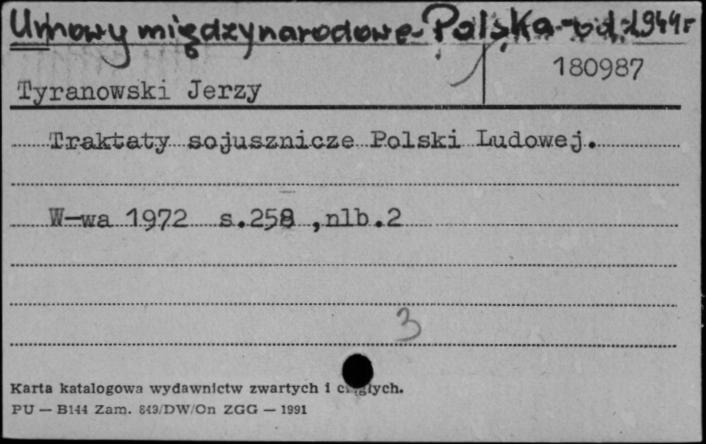 Umowy międzynarodowe - Polska - od 1944 r
180987
Tyranowski Jerzy
Traktaty sojusznicze Polski Ludowej.
W-wa 1972 s.258 ,nlb.2
3
Karta katalogowa wydawnictw zwartych i ciągłych.
PU — B144 Zam. 849/DW/On ZGG — 1991